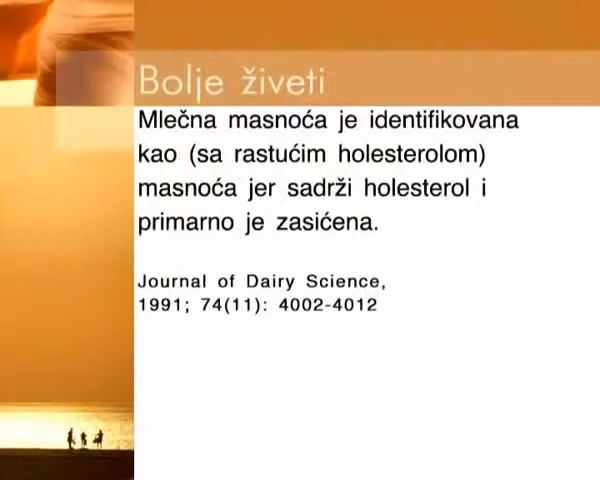 Bolje živeti
Mlečna masnoća je identifikovana
kao (sa rastućim holesterolom)
masnoća jer sadrži holesterol i
primarno je zasićena.
Journal of Dairy Science,
1991; 74(11): 4002-4012